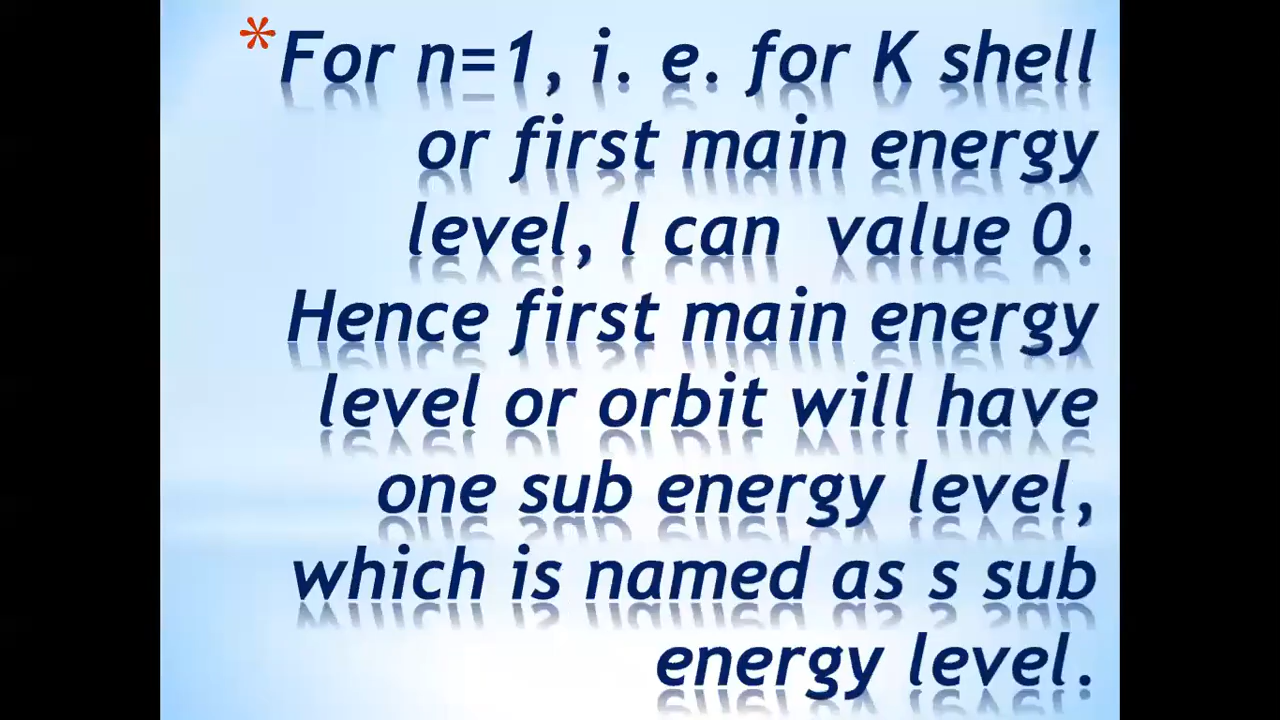 *For n=1, i. e. for K shell
or first main energy
level, l can  value 0.
Hence first main energy
level or orbit will have
one sub energy level,
which is named as s sub
energy level.